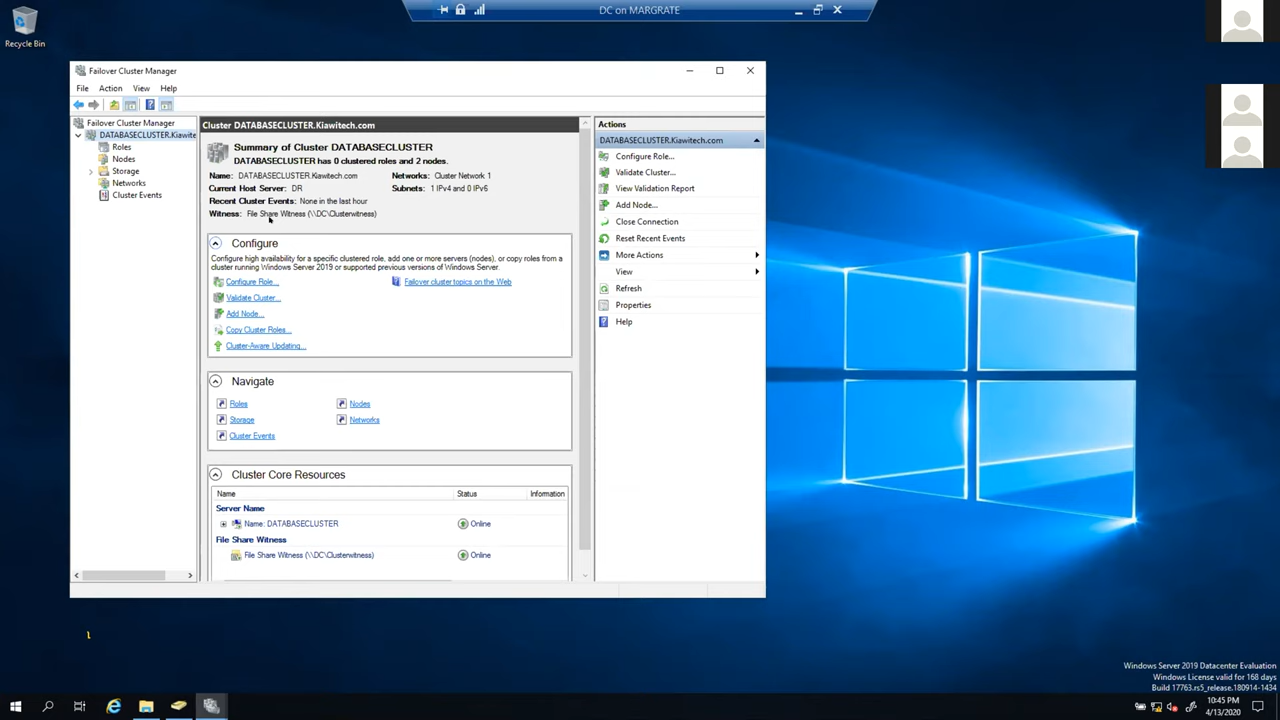 DC on MARGRATE
Recycle Bin
Failover Cluster Manager
File Action View Help
Failover Cluster Manager
DATABASECLUSTER.Kiawite
Roles
Nodes
Storage
Networks
Cluster Events
Cluster DATABASECLUSTER.Kiawitech.com
Summary of Cluster DATABASECLUSTER
DATABASECLUSTER has 0 clustered roles and 2 nodes.
Name: DATABASECLUSTER.Kiawitech.com Networks: Cluster Network 1
Current Host Server: DR Subnets: 1 IPv4 and 0 IPv6
Recent Cluster Events: None in the last hour
Witness: File Share Witness (\\DC\Clusterwitness)
Configure
Configure high availability for a specific clustered role, add one or more servers (nodes), or copy roles from a
cluster running Windows Server 2019 or supported previous versions of Windows Server.
Configure Role... Failover cluster topics on the Web
Validate Cluster...
Add Node...
Copy Cluster Roles...
Cluster-Aware Updating...
Navigate
Roles Nodes
Storage Networks
Cluster Events
Cluster Core Resources
Name Status Information
Server Name
Name: DATABASECLUSTER Online
File Share Witness
File Share Witness (\\DC\Clusterwitness) Online
Actions
DATABASECLUSTER.Kiawitech.com
Configure Role...
Validate Cluster...
View Validation Report
Add Node...
Close Connection
Reset Recent Events
More Actions
View
Refresh
Properties
Help
Windows Server 2019 Datacenter Evaluation
Windows License valid for 168 days
Build 17763.rs5_release.180914-1434
10:45 PM
4/13/2020